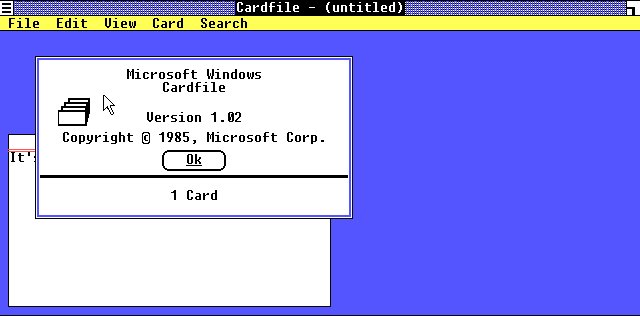 Cardfile - (untitled)
File Edit View Card Search
Microsoft Windows
Cardfile
Version 1.02
Copyright © 1985, Microsoft Corp.
Ok
1 Card
It's